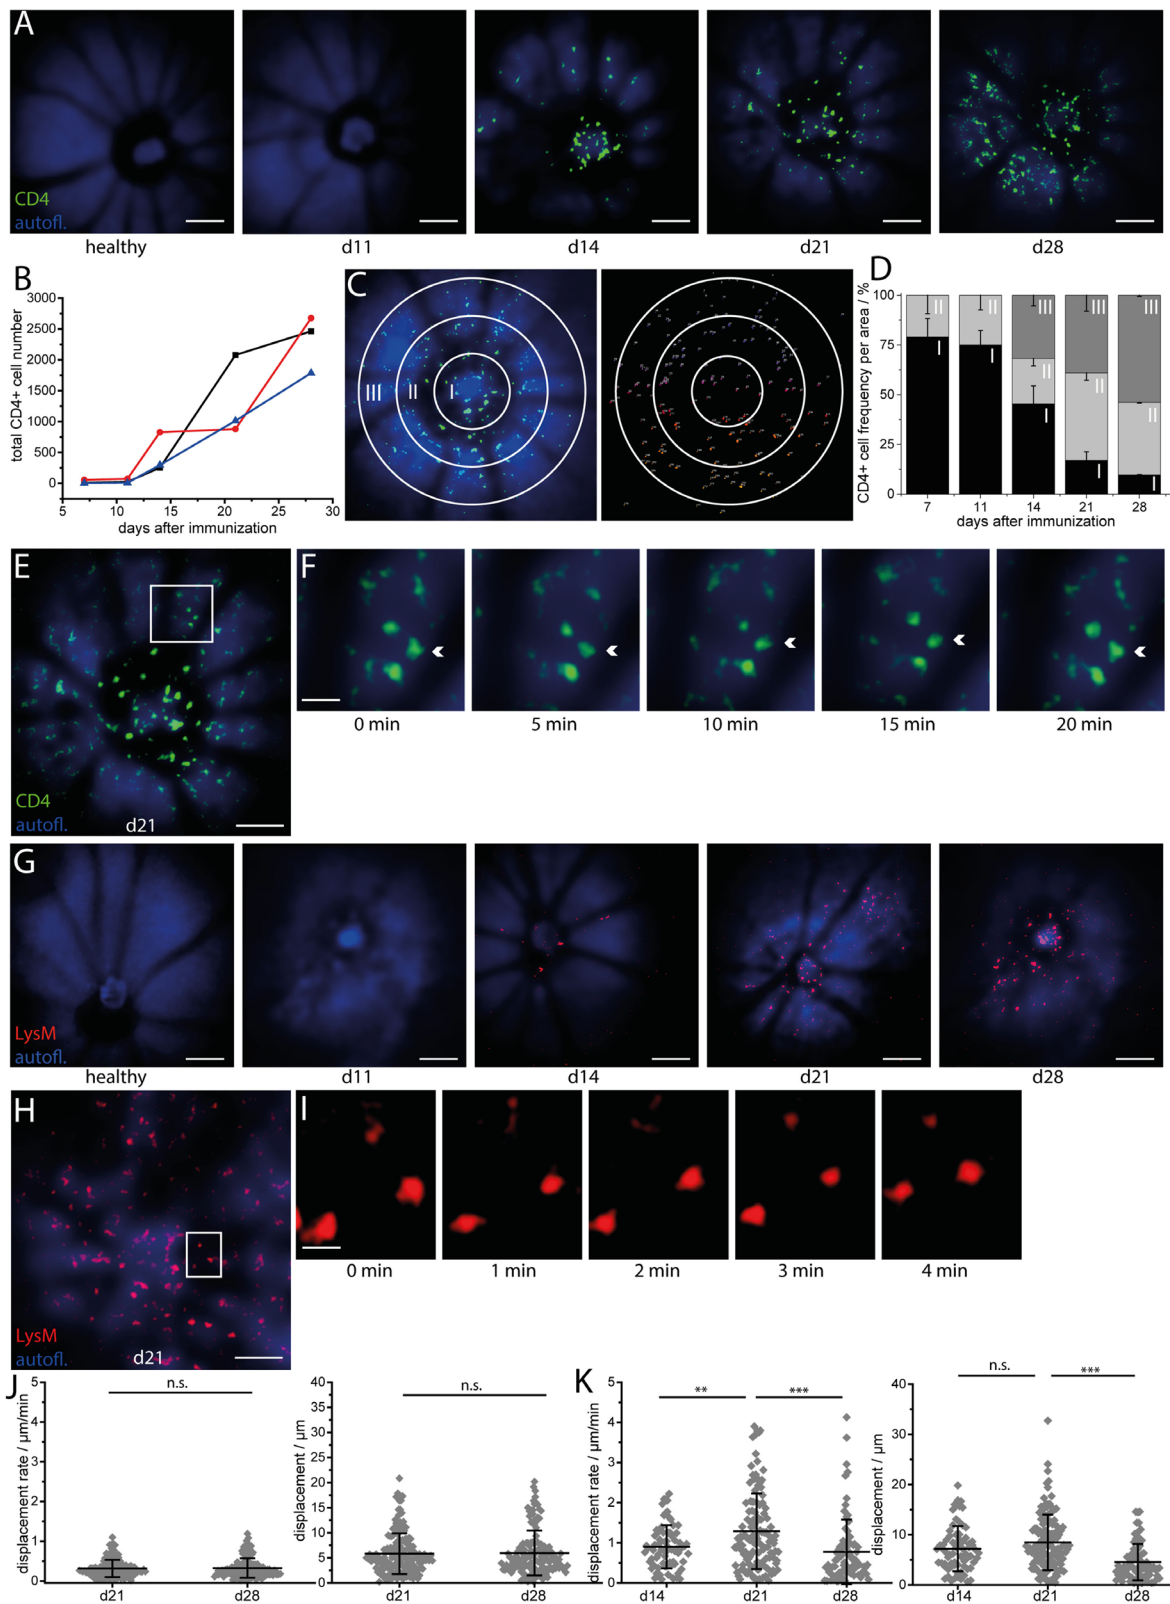 A
CD4
autofl.
healthy
d11
d14
d21
d28
B
total CD4+ cell number
3000
2500
2000
1500
1000
500
0
5 10 15 20 25 30
days after immunization
C
III II I
D
CD4+ cell frequency per area / %
100
75
50
25
0
II II III III III
I I II II II
I I I
7 11 14 21 28
days after immunization
E
CD4
autofl.
d21
F
0 min
5 min
10 min
15 min
20 min
G
LysM
autofl.
healthy
d11
d14
d21
d28
H
LysM
autofl.
d21
I
0 min
1 min
2 min
3 min
4 min
J
displacement rate / µm/min
5
4
3
2
1
0
n.s.
d21 d28
displacement / µm
40
35
30
25
20
15
10
5
0
n.s.
d21 d28
K
displacement rate / µm/min
5
4
3
2
1
0
** ***
d14 d21 d28
displacement / µm
40
30
20
10
0
n.s. ***
d14 d21 d28